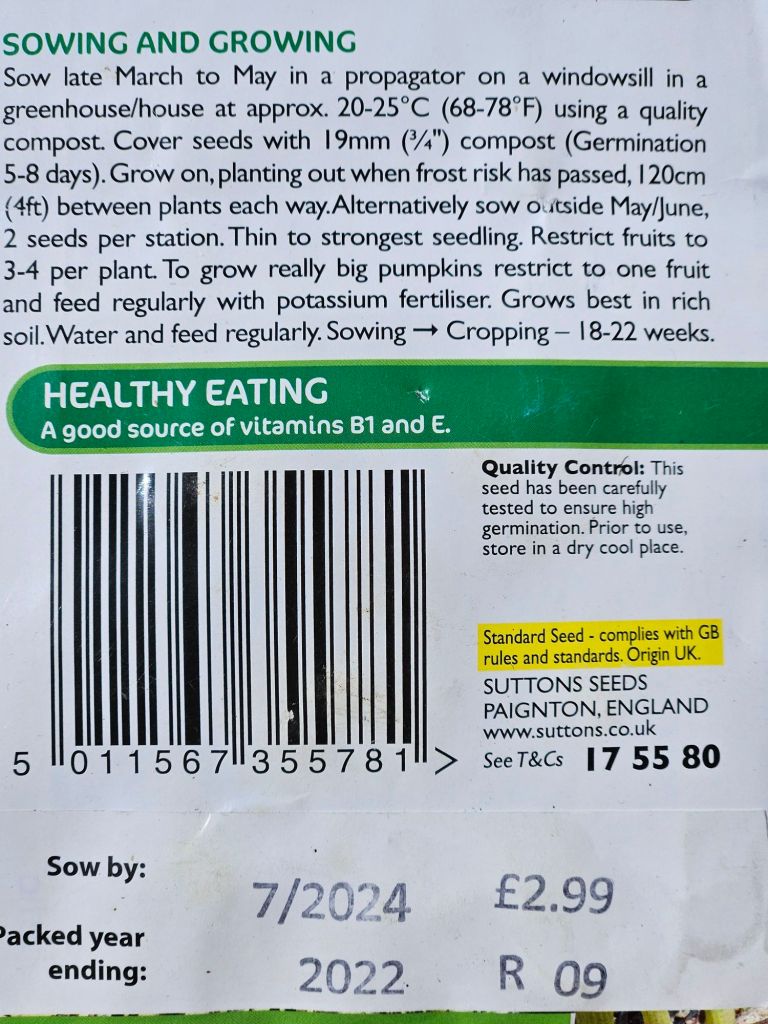 SOWING AND GROWING
Sow late March to May in a propagator on a windowsill in a
greenhouse/house at approx. 20-25°C (68-78°F) using a quality
compost. Cover seeds with 19mm (¾") compost (Germination
5-8 days). Grow on, planting out when frost risk has passed, 120cm
(4ft) between plants each way. Alternatively sow outside May/June,
2 seeds per station. Thin to strongest seedling. Restrict fruits to
3-4 per plant. To grow really big pumpkins restrict to one fruit
and feed regularly with potassium fertiliser. Grows best in rich
soil. Water and feed regularly. Sowing → Cropping – 18-22 weeks.
HEALTHY EATING
A good source of vitamins B1 and E.
Quality Control: This
seed has been carefully
tested to ensure high
germination. Prior to use,
store in a dry cool place.
Standard Seed - complies with GB
rules and standards. Origin UK.
SUTTONS SEEDS
PAIGNTON, ENGLAND
www.suttons.co.uk
See T&Cs 17 55 80
5 011567 355781 >
Sow by: 7/2024 £2.99
Packed year
ending: 2022 R 09